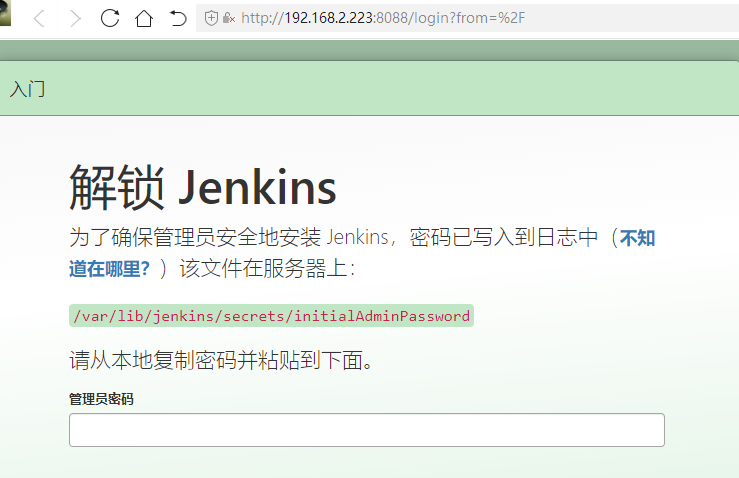 http://192.168.2.223:8088/login?from=%2F
入门
解锁 Jenkins
为了确保管理员安全地安装 Jenkins，密码已写入到日志中（不知
道在哪里？）该文件在服务器上：
/var/lib/jenkins/secrets/initialAdminPassword
请从本地复制密码并粘贴到下面。
管理员密码